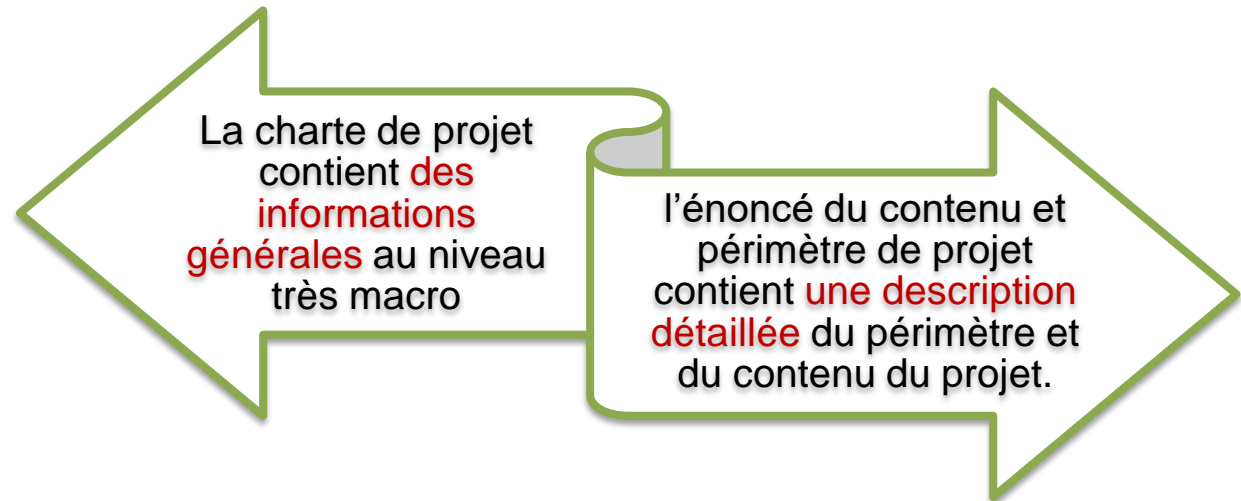 La charte de projet
contient des
informations
générales au niveau
très macro
l’énoncé du contenu et
périmètre de projet
contient une description
détaillée du périmètre et
du contenu du projet.